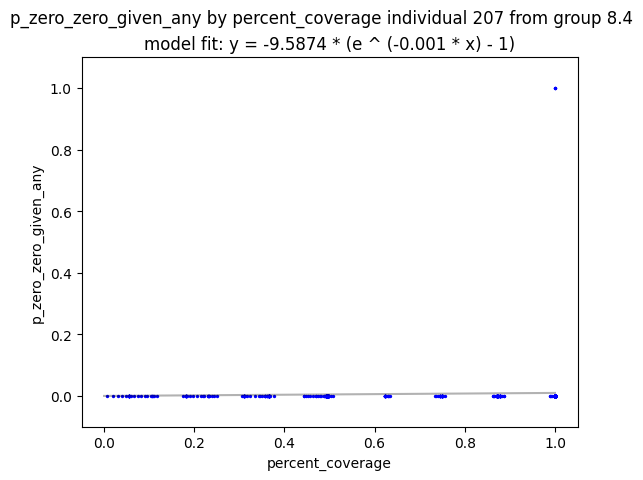 p_zero_zero_given_any by percent_coverage individual 207 from group 8.4
model fit: y = -9.5874 * (e ^ (-0.001 * x) - 1)
1.0
0.8
0.6
0.4
0.2
0.0
p_zero_zero_given_any
0.0 0.2 0.4 0.6 0.8 1.0
percent_coverage